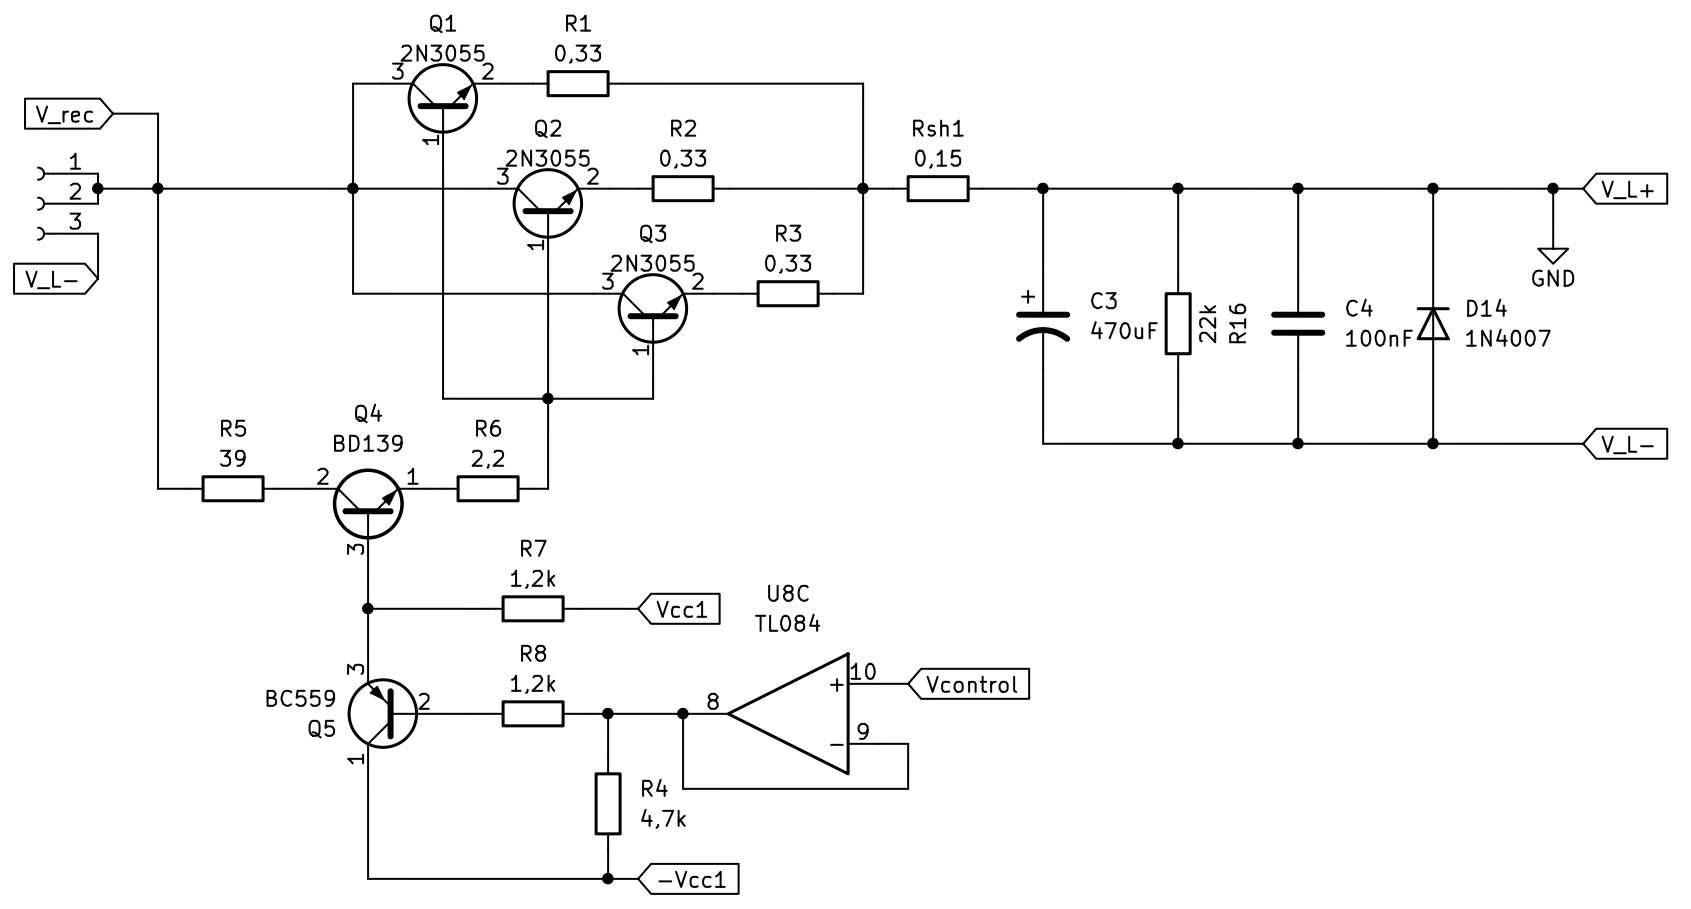 Q1
2N3055
3
2
1
R1
0,33
V_rec
1
2
3
V_L-
Q2
2N3055
3
2
1
R2
0,33
Rsh1
0,15
V_L+
Q3
2N3055
3
2
1
R3
0,33
GND
+
C3
470uF
22k
R16
C4
100nF
D14
1N4007
V_L-
R5
39
Q4
BD139
2
1
3
R6
2,2
R7
1,2k
Vcc1
U8C
TL084
R8
1,2k
3
BC559
Q5
2
1
8
+
10
Vcontrol
-
9
R4
4,7k
-Vcc1